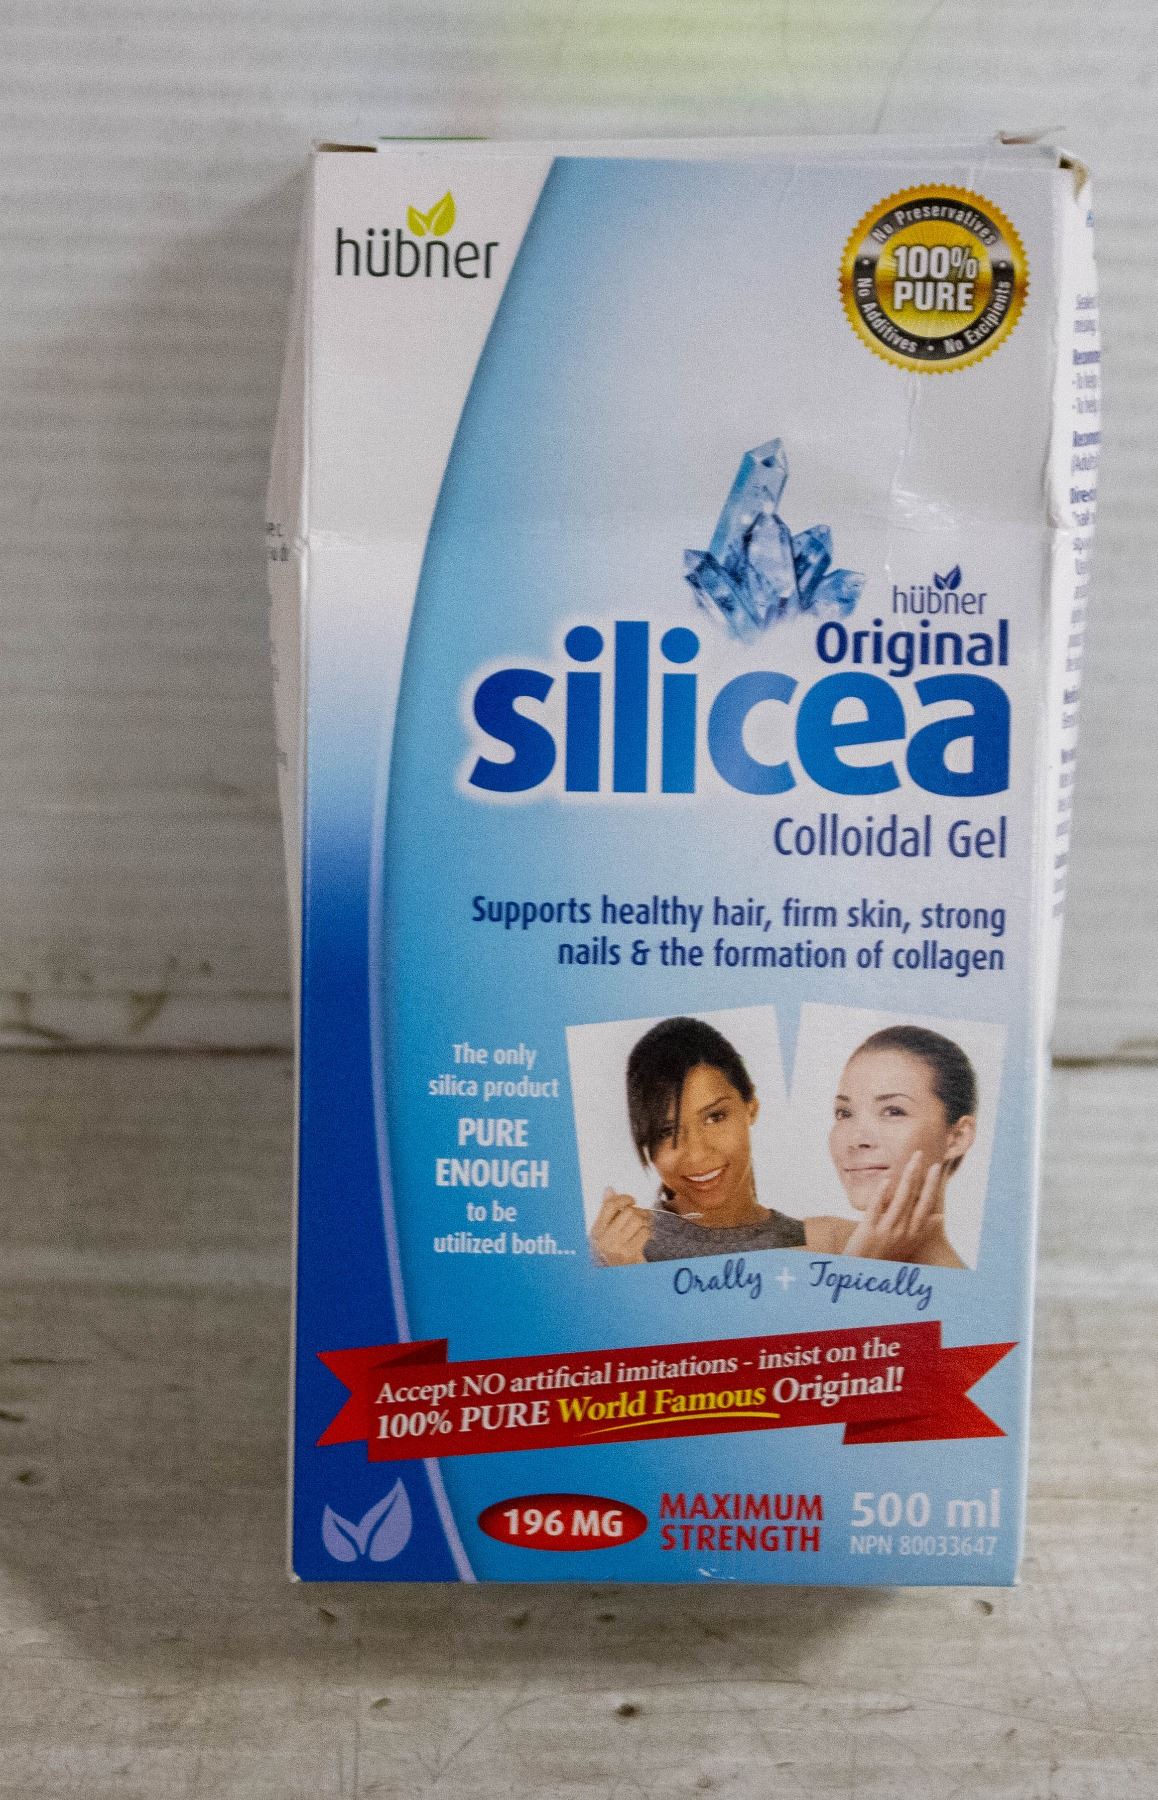 hübner
No Preservatives
100%
PURE
No Additives • No Excipients
hübner
Original
silicea
Colloidal Gel
Supports healthy hair, firm skin, strong
nails & the formation of collagen
The only
silica product
PURE
ENOUGH
to be
utilized both...
Orally + Topically
Accept NO artificial imitations - insist on the
100% PURE World Famous Original!
196 MG
MAXIMUM
STRENGTH
500 ml
NPN 80033647